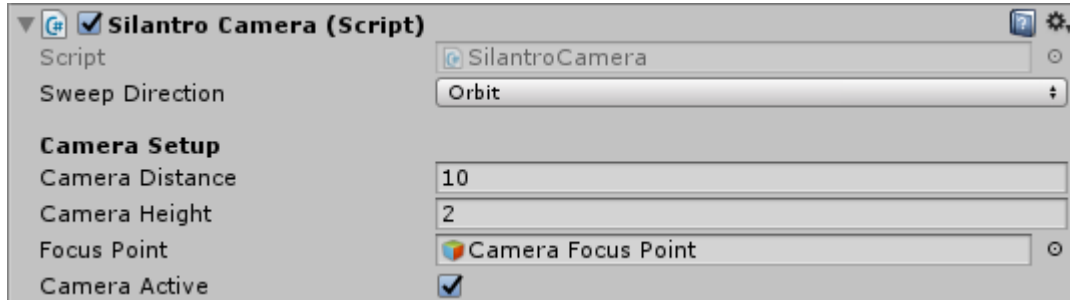 Silantro Camera (Script)
Script SilantroCamera
Sweep Direction Orbit
Camera Setup
Camera Distance 10
Camera Height 2
Focus Point Camera Focus Point
Camera Active